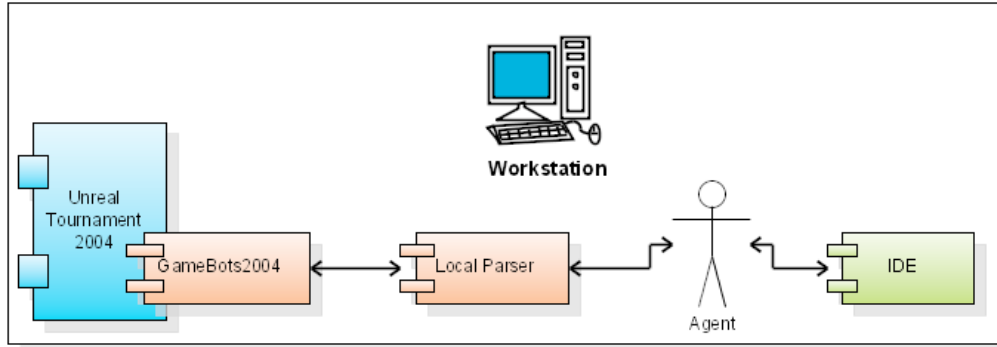 Workstation
Unreal
Tournament
2004
GameBots2004
Local Parser
IDE
Agent